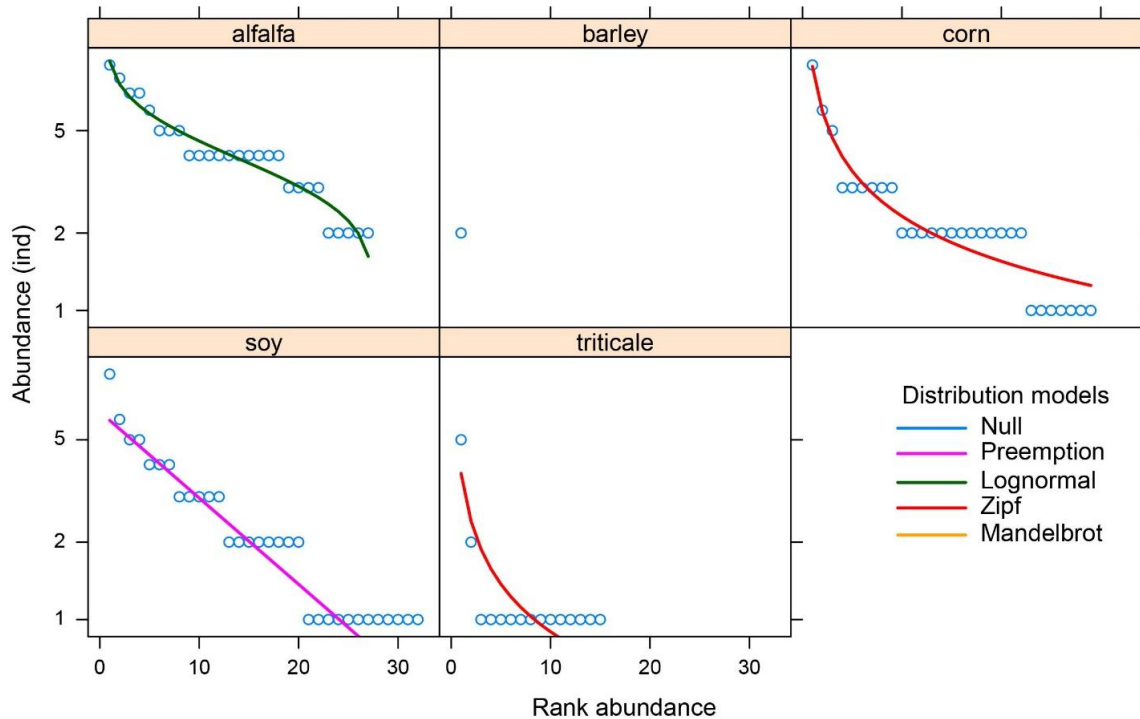 alfalfa barley corn
5
2
1
soy triticale
5
2
1
0 10 20 30 0 10 20 30
Abundance (ind)
Rank abundance
Distribution models
Null
Preemption
Lognormal
Zipf
Mandelbrot